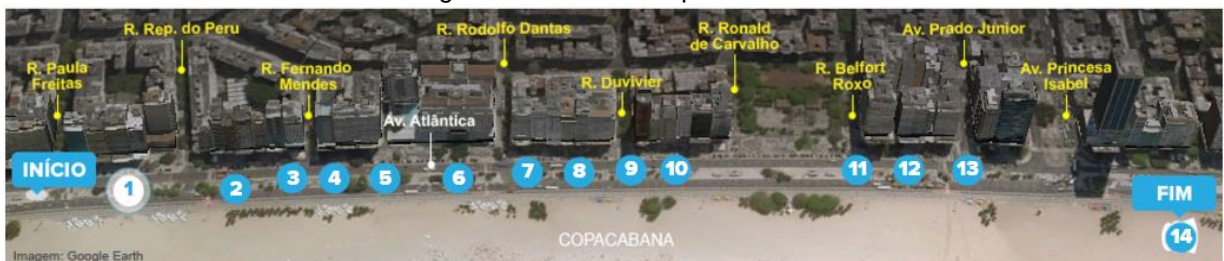 R. Rep. do Peru
R. Rodolfo Dantas
R. Ronald
de Carvalho
Av. Prado Junior
R. Paula
Freitas
R. Fernando
Mendes
R. Duvivier
R. Belfort
Roxo
Av. Princesa
Isabel
Av. Atlântica
INÍCIO
1
2
3
4
5
6
7
8
9
10
11
12
13
FIM
14
COPACABANA
Imagem: Google Earth